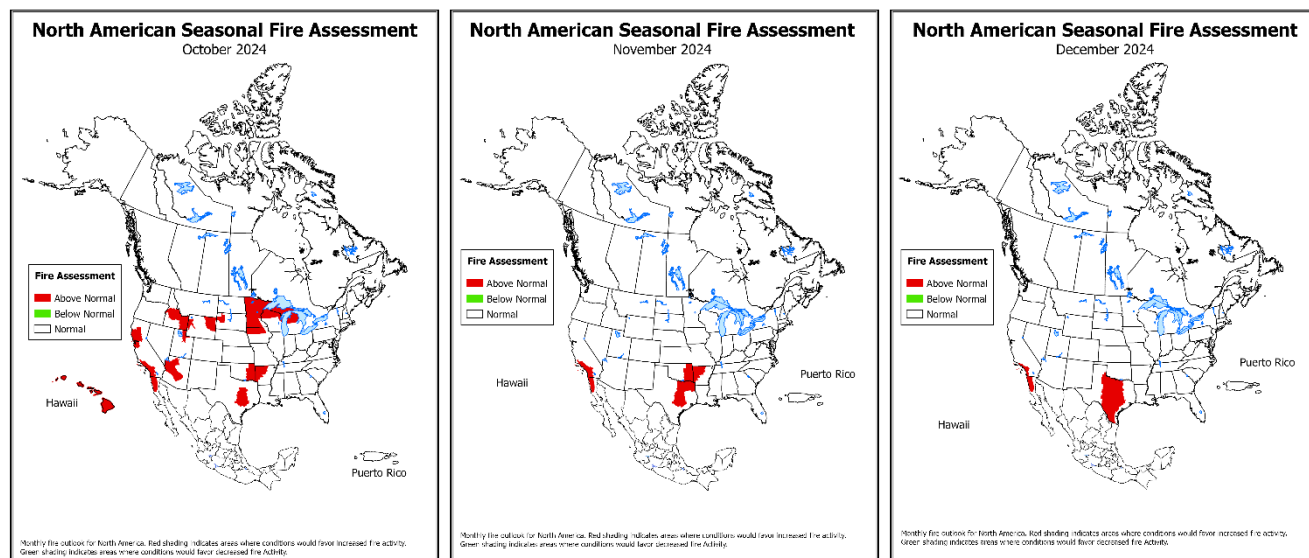 North American Seasonal Fire Assessment
October 2024
Fire Assessment
Above Normal
Below Normal
Normal
Hawaii
Puerto Rico
Monthly fire outlook for North America. Red shading indicates areas where conditions would favor increased fire activity.
Green shading indicates areas where conditions would favor decreased fire Activity.
North American Seasonal Fire Assessment
November 2024
Fire Assessment
Above Normal
Below Normal
Normal
Hawaii
Puerto Rico
Monthly fire outlook for North America. Red shading indicates areas where conditions would favor increased fire activity.
Green shading indicates areas where conditions would favor decreased fire Activity.
North American Seasonal Fire Assessment
December 2024
Fire Assessment
Above Normal
Below Normal
Normal
Puerto Rico
Hawaii
Monthly fire outlook for North America. Red shading indicates areas where conditions would favor increased fire activity.
Green shading indicates areas where conditions would favor decreased fire Activity.